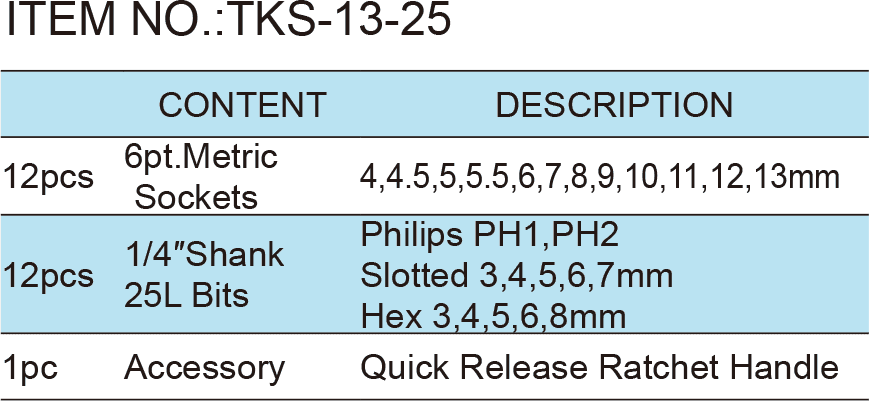 ITEM NO.:TKS-13-25
CONTENT DESCRIPTION
12pcs 6pt.Metric Sockets 4,4.5,5,5.5,6,7,8,9,10,11,12,13mm
12pcs 1/4″Shank 25L Bits Philips PH1,PH2
Slotted 3,4,5,6,7mm
Hex 3,4,5,6,8mm
1pc Accessory Quick Release Ratchet Handle